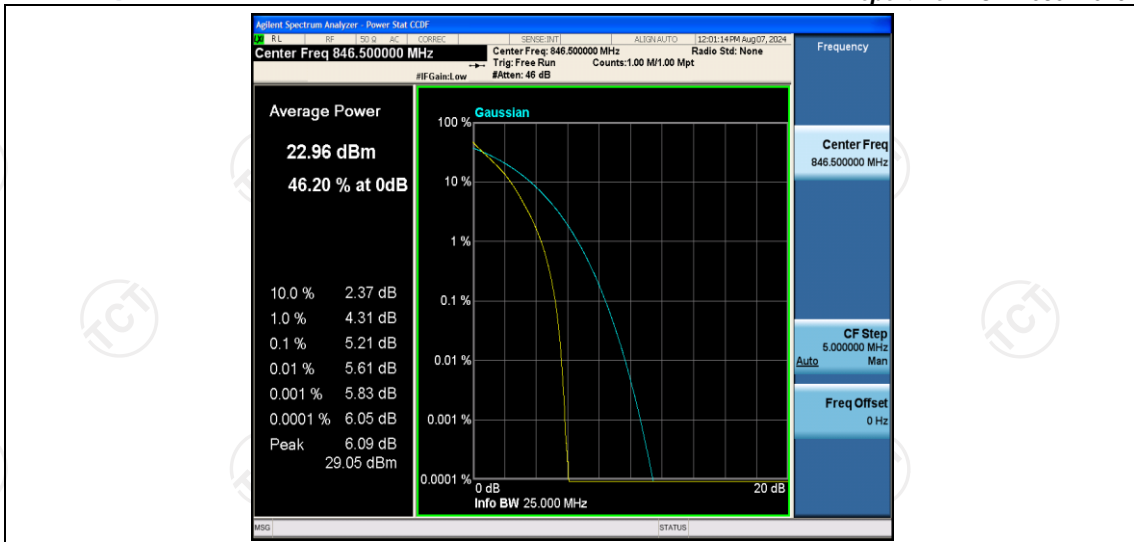 Agilent Spectrum Analyzer - Power Stat CCDF
RL RF 50 Ω AC CORREC SENSE:INT ALIGN AUTO 12:01:14 PM Aug 07, 2024
Center Freq 846.500000 MHz
Center Freq: 846.500000 MHz Radio Std: None
Trig: Free Run Counts:1.00 M/1.00 Mpt
#IFGain:Low #Atten: 46 dB
Frequency
Average Power
22.96 dBm
46.20 % at 0dB
10.0 % 2.37 dB
1.0 % 4.31 dB
0.1 % 5.21 dB
0.01 % 5.61 dB
0.001 % 5.83 dB
0.0001 % 6.05 dB
Peak 6.09 dB
29.05 dBm
Gaussian
100 %
10 %
1 %
0.1 %
0.01 %
0.001 %
0.0001 %
0 dB 20 dB
Info BW 25.000 MHz
Center Freq
846.500000 MHz
CF Step
5.000000 MHz
Auto Man
Freq Offset
0 Hz
MSG STATUS
TCT
TCT